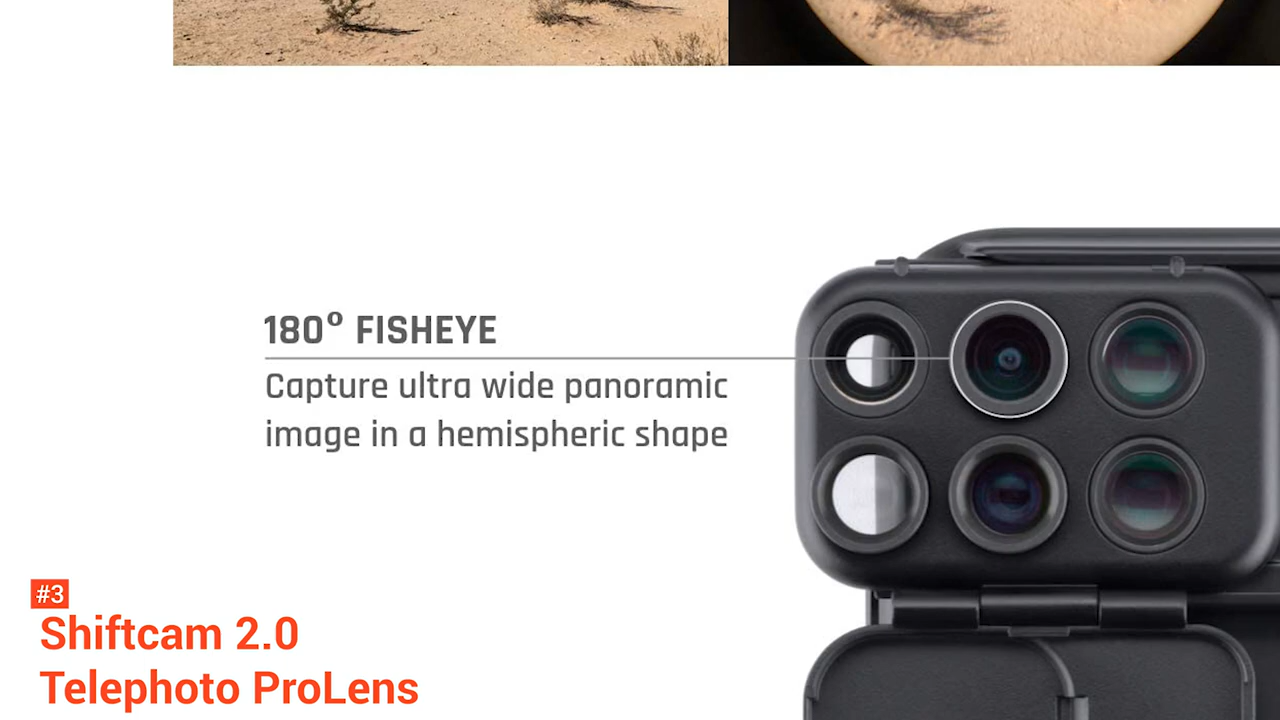 180° FISHEYE
Capture ultra wide panoramic
image in a hemispheric shape
#3
Shiftcam 2.0
Telephoto ProLens